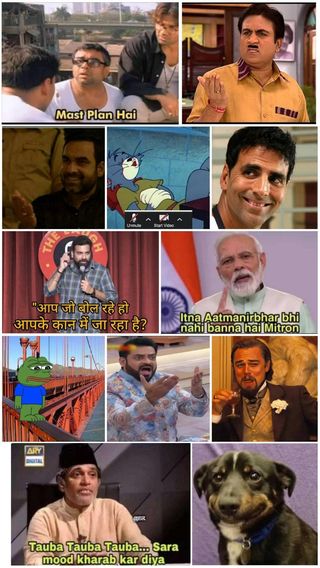 Mast Plan Hai
Unmute
Start Video
"आप जो बोल रहे हो
आपके कान में जा रहा है?
Itna Aatmanirbhar bhi
nahi banna hai Mitron
ARY
DIGITAL
Tauba Tauba Tauba... Sara
mood kharab kar diya